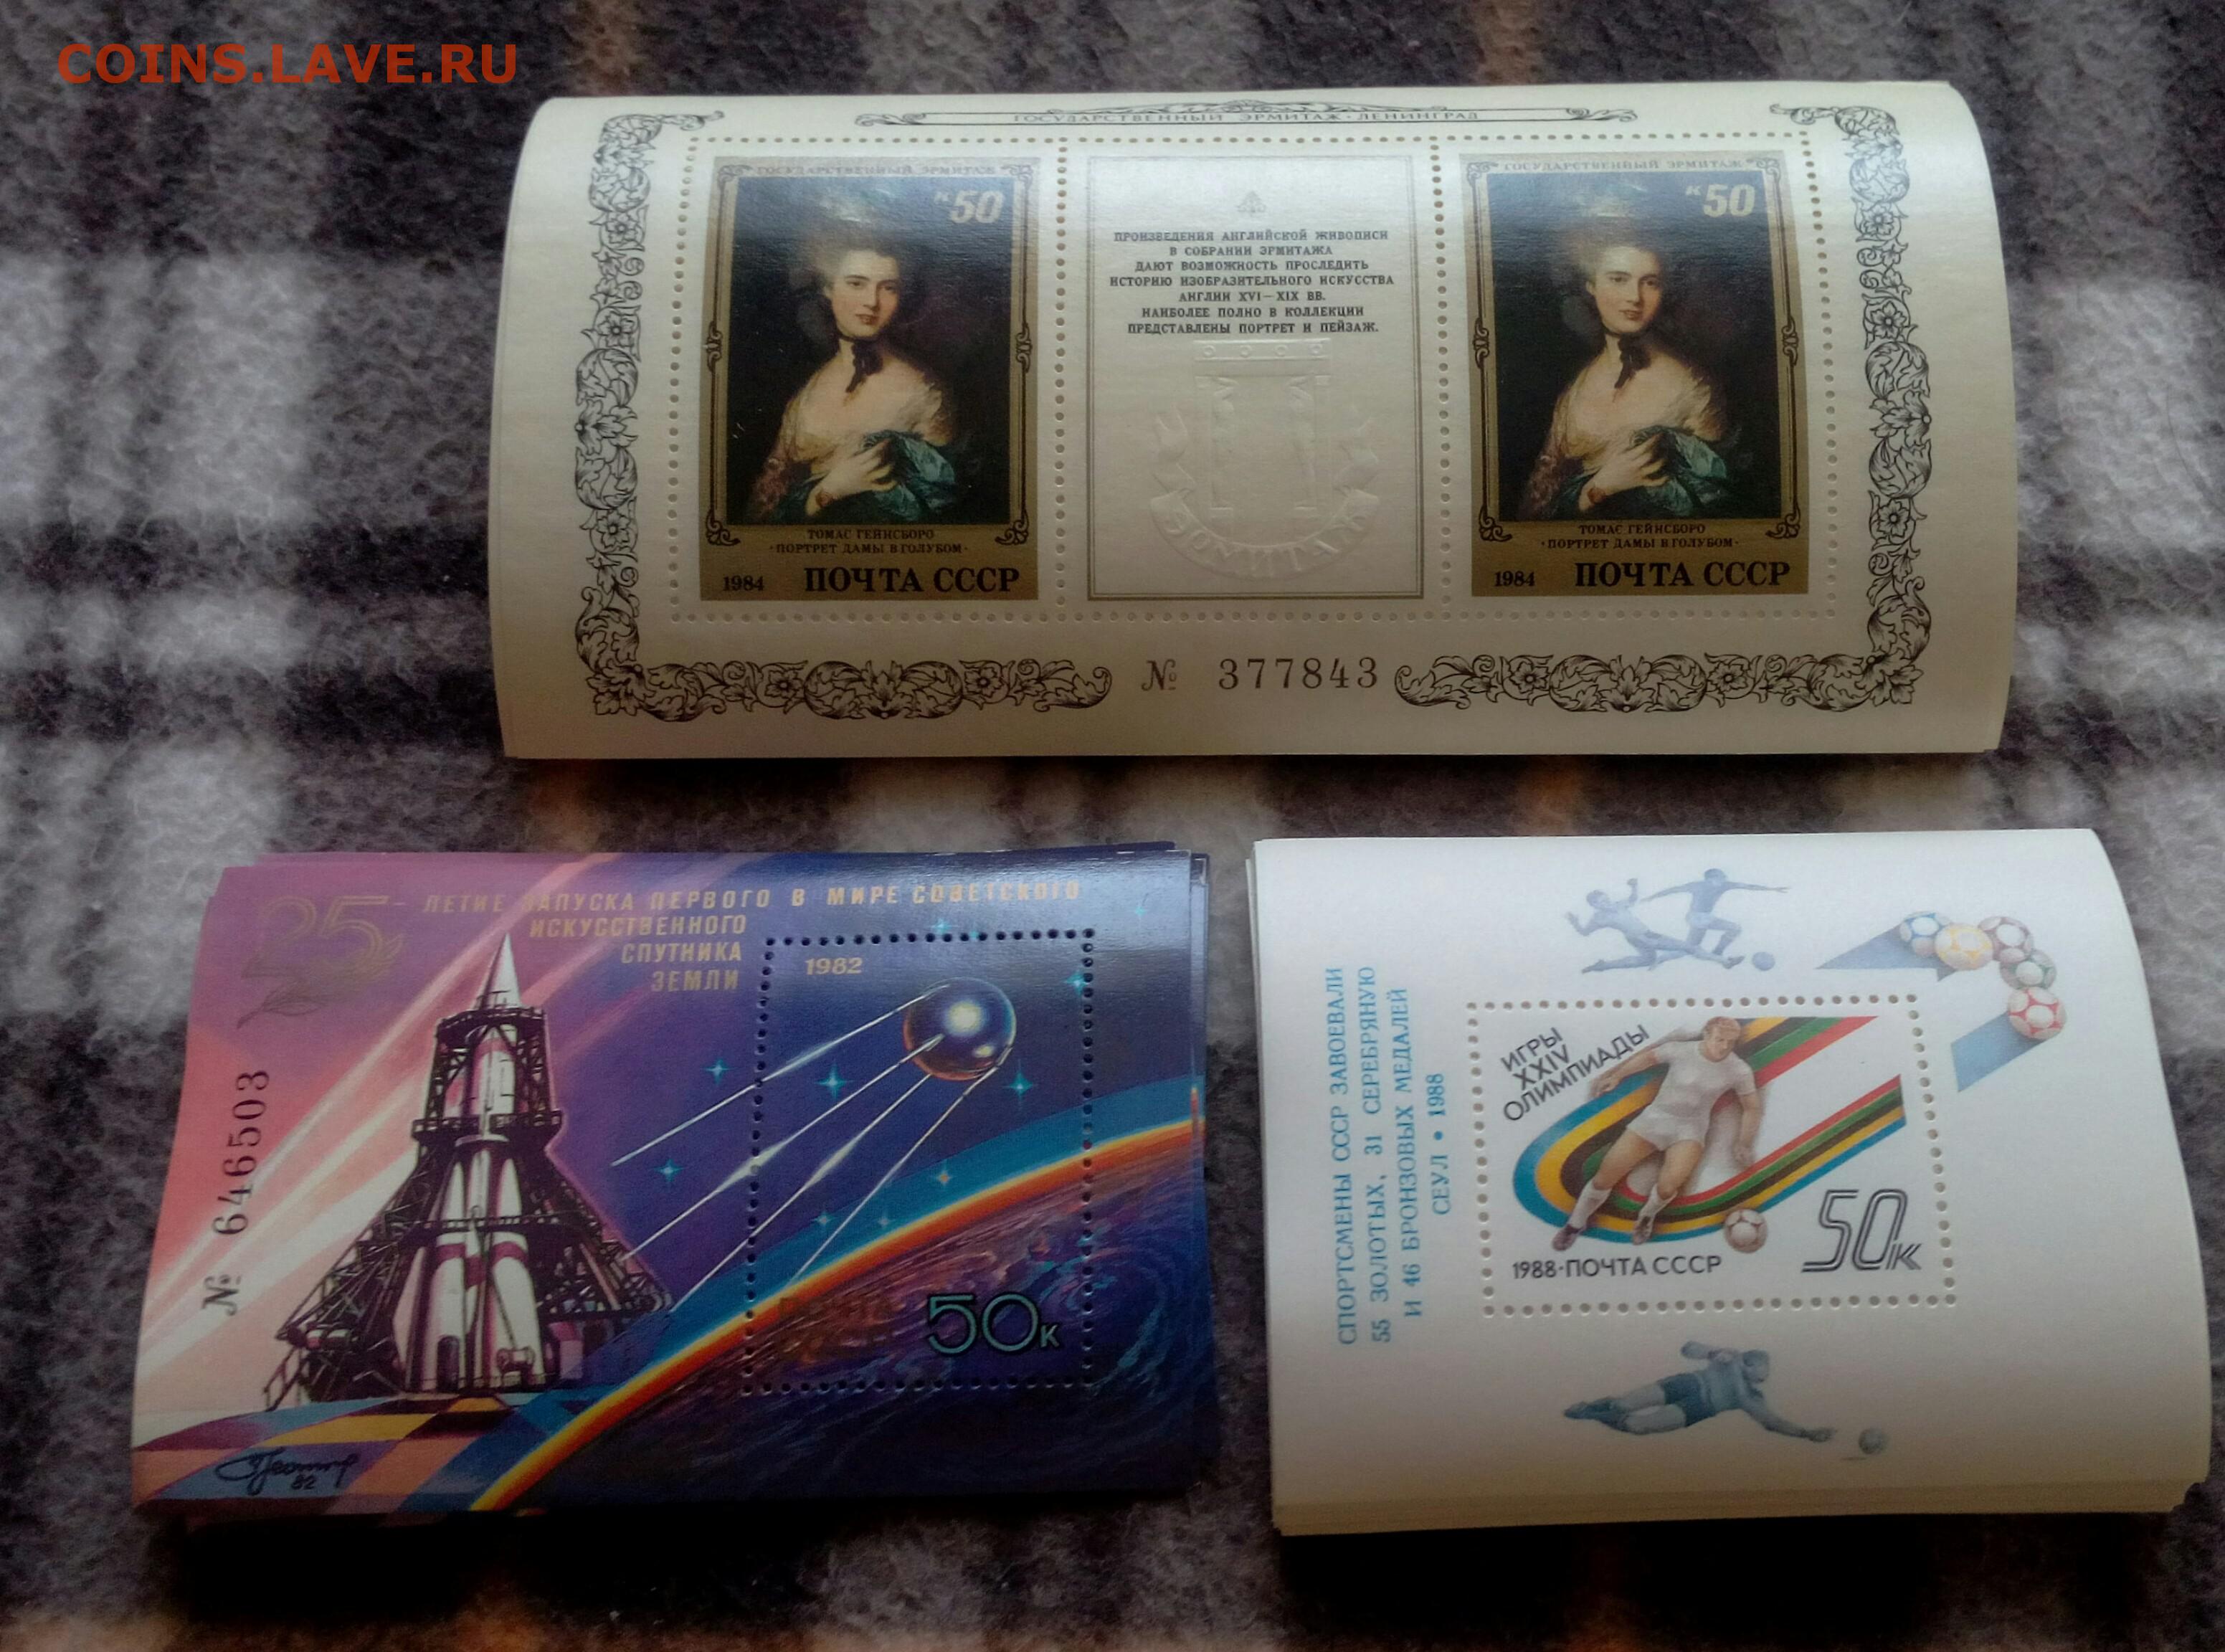 COINS.LAVE.RU
ГОСУДАРСТВЕННЫЙ ЭРМИТАЖ·ЛЕНИНГРАД
ГОСУДАРСТВЕННЫЙ ЭРМИТАЖ
К50
ТОМАС ГЕЙНСБОРО
·ПОРТРЕТ ДАМЫ В ГОЛУБОМ·
1984 ПОЧТА СССР
ПРОИЗВЕДЕНИЯ АНГЛИЙСКОЙ ЖИВОПИСИ
В СОБРАНИИ ЭРМИТАЖА
ДАЮТ ВОЗМОЖНОСТЬ ПРОСЛЕДИТЬ
ИСТОРИЮ ИЗОБРАЗИТЕЛЬНОГО ИСКУССТВА
АНГЛИИ XVI–XIX ВВ.
НАИБОЛЕЕ ПОЛНО В КОЛЛЕКЦИИ
ПРЕДСТАВЛЕНЫ ПОРТРЕТ И ПЕЙЗАЖ.
ГОСУДАРСТВЕННЫЙ ЭРМИТАЖ
К50
ТОМАС ГЕЙНСБОРО
·ПОРТРЕТ ДАМЫ В ГОЛУБОМ·
1984 ПОЧТА СССР
№ 377843
25-ЛЕТИЕ ЗАПУСКА ПЕРВОГО В МИРЕ СОВЕТСКОГО
ИСКУССТВЕННОГО
СПУТНИКА
ЗЕМЛИ
1982
№ 646503
50к
82
СПОРТСМЕНЫ СССР ЗАВОЕВАЛИ
55 ЗОЛОТЫХ, 31 СЕРЕБРЯНУЮ
И 46 БРОНЗОВЫХ МЕДАЛЕЙ
СЕУЛ • 1988
ИГРЫ
XXIV
ОЛИМПИАДЫ
1988·ПОЧТА СССР
50к